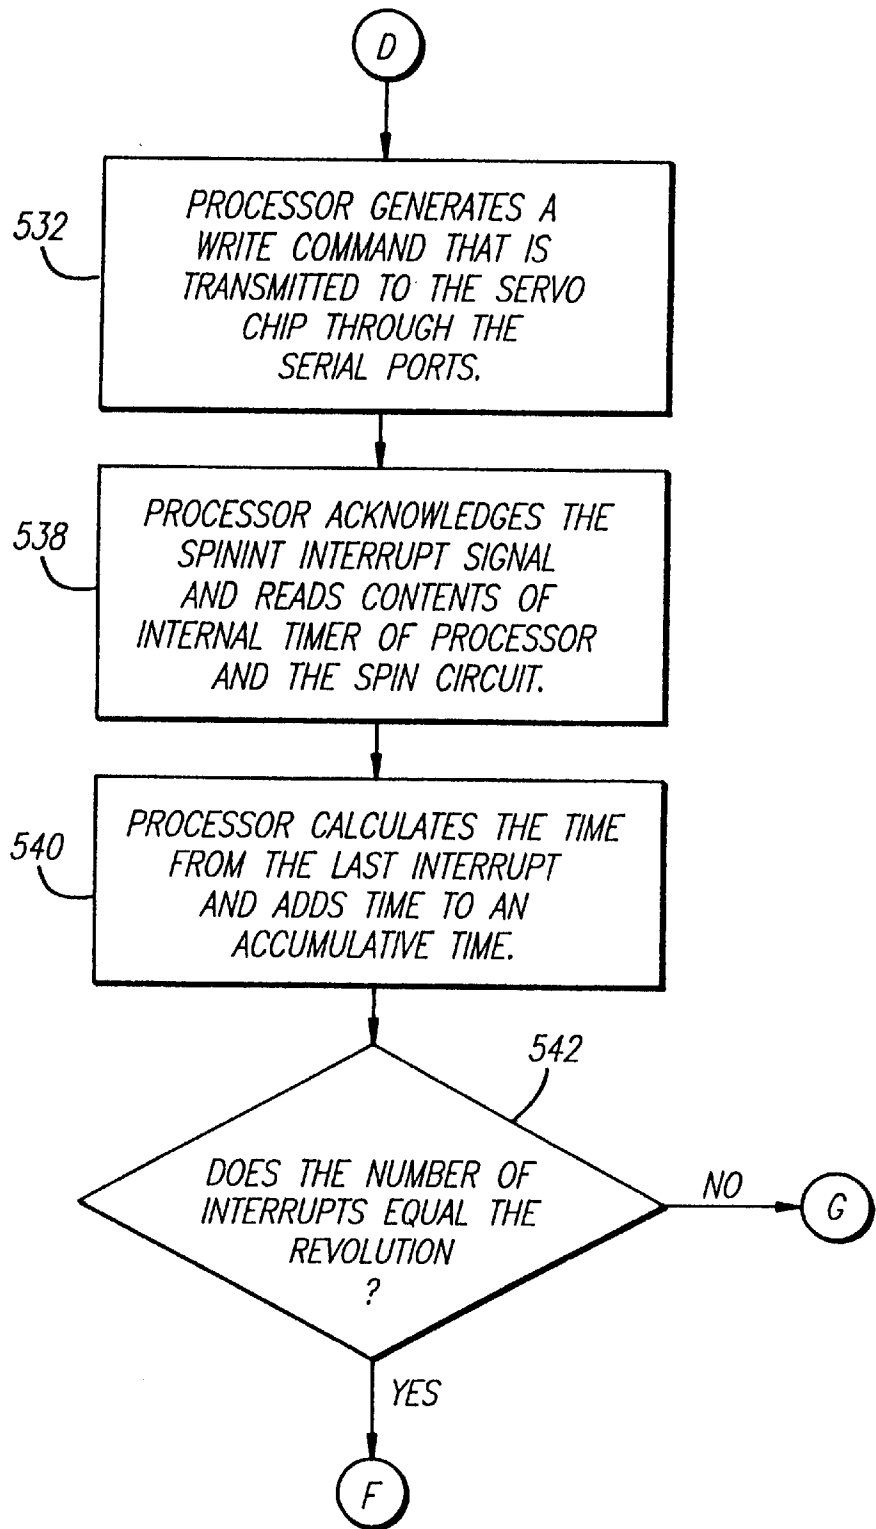 D
532
PROCESSOR GENERATES A
WRITE COMMAND THAT IS
TRANSMITTED TO THE SERVO
CHIP THROUGH THE
SERIAL PORTS.
538
PROCESSOR ACKNOWLEDGES THE
SPININT INTERRUPT SIGNAL
AND READS CONTENTS OF
INTERNAL TIMER OF PROCESSOR
AND THE SPIN CIRCUIT.
540
PROCESSOR CALCULATES THE TIME
FROM THE LAST INTERRUPT
AND ADDS TIME TO AN
ACCUMULATIVE TIME.
542
DOES THE NUMBER OF
INTERRUPTS EQUAL THE
REVOLUTION
?
NO
G
YES
F